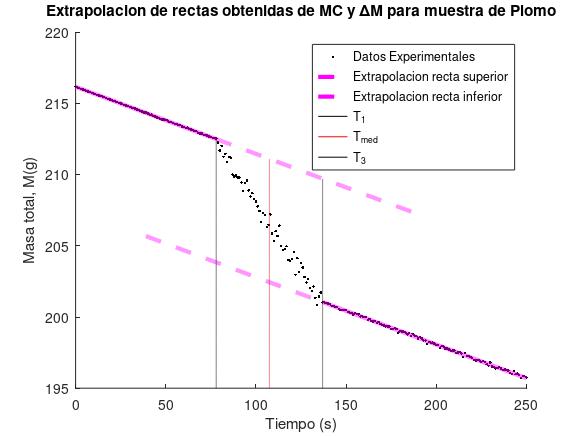 Extrapolacion de rectas obtenidas de MC y ΔM para muestra de Plomo
220
215
210
205
200
195
Masa total, M(g)
Datos Experimentales
Extrapolacion recta superior
Extrapolacion recta inferior
T1
Tmed
T3
0 50 100 150 200 250
Tiempo (s)